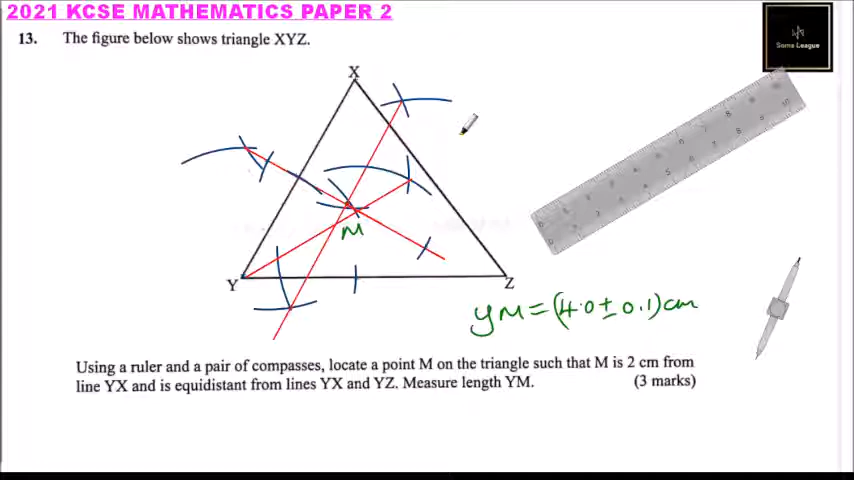 2021 KCSE MATHEMATICS PAPER 2
13. The figure below shows triangle XYZ.
Soma League
X
M
Y
Z
YM = (4.0 ± 0.1) cm
Using a ruler and a pair of compasses, locate a point M on the triangle such that M is 2 cm from
line YX and is equidistant from lines YX and YZ. Measure length YM. (3 marks)